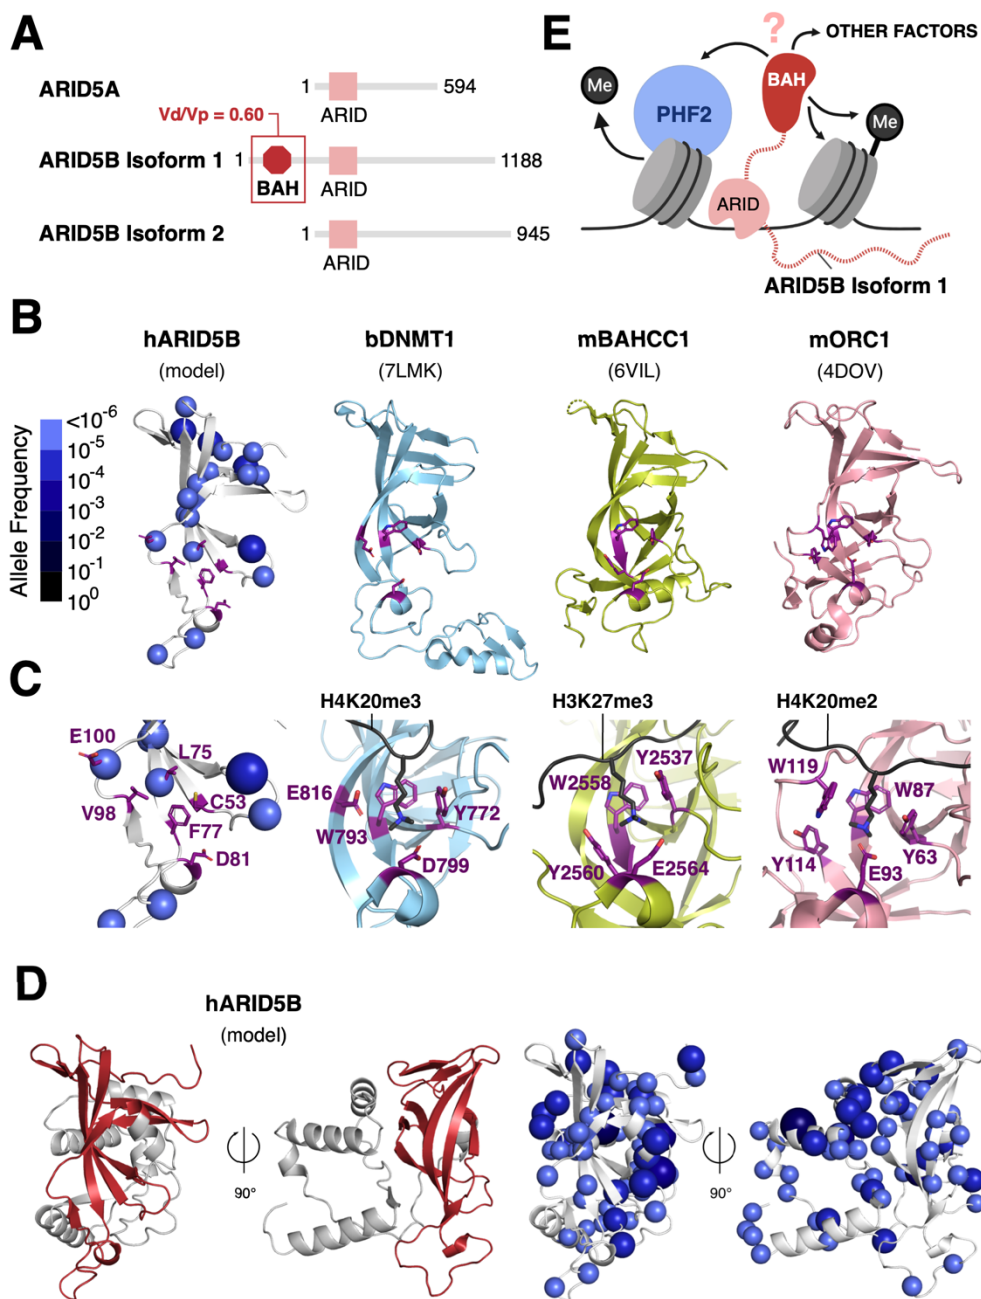 A
ARID5A
1
594
ARID
Vd/Vp = 0.60
ARID5B Isoform 1
1
1188
BAH
ARID
ARID5B Isoform 2
1
945
ARID
E
?
OTHER FACTORS
Me
BAH
PHF2
Me
ARID
ARID5B Isoform 1
B
hARID5B
(model)
bDNMT1
(7LMK)
mBAHCC1
(6VIL)
mORC1
(4DOV)
Allele Frequency
<10-6
10-5
10-4
10-3
10-2
10-1
100
C
E100
L75
V98
C53
F77
D81
H4K20me3
E816
W793
Y772
D799
H3K27me3
Y2537
W2558
Y2560
E2564
H4K20me2
W119
W87
Y114
Y63
E93
D
hARID5B
(model)
90°
90°